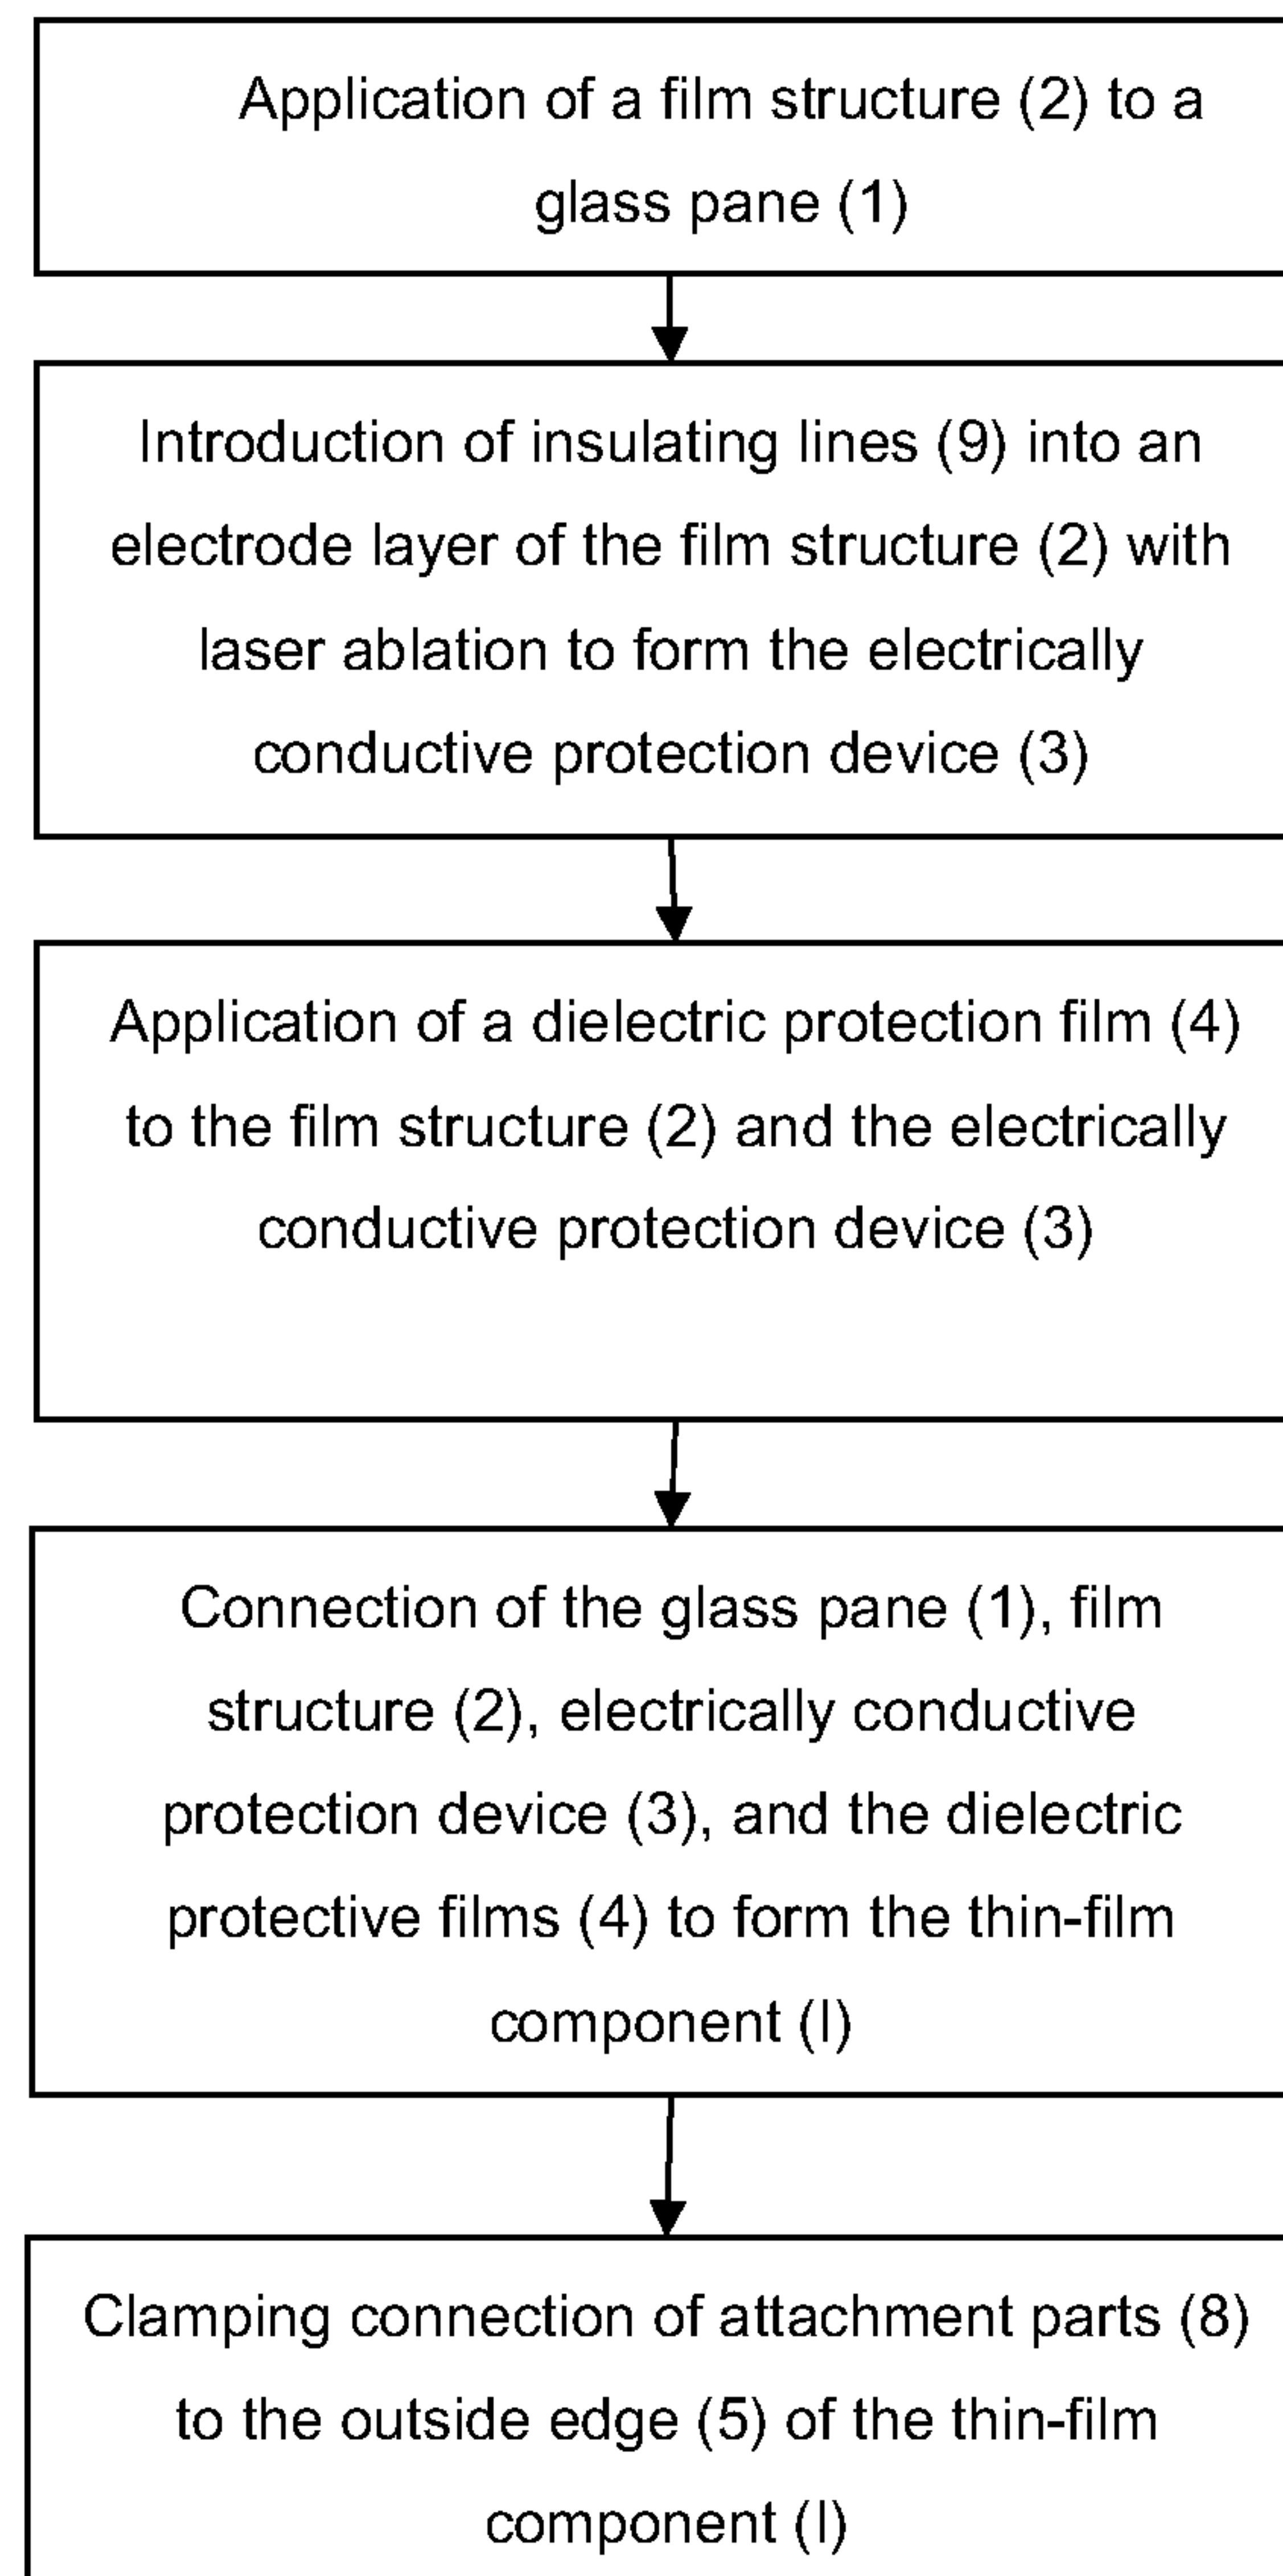 Application of a film structure (2) to a
glass pane (1)
Introduction of insulating lines (9) into an
electrode layer of the film structure (2) with
laser ablation to form the electrically
conductive protection device (3)
Application of a dielectric protection film (4)
to the film structure (2) and the electrically
conductive protection device (3)
Connection of the glass pane (1), film
structure (2), electrically conductive
protection device (3), and the dielectric
protective films (4) to form the thin-film
component (I)
Clamping connection of attachment parts (8)
to the outside edge (5) of the thin-film
component (I)